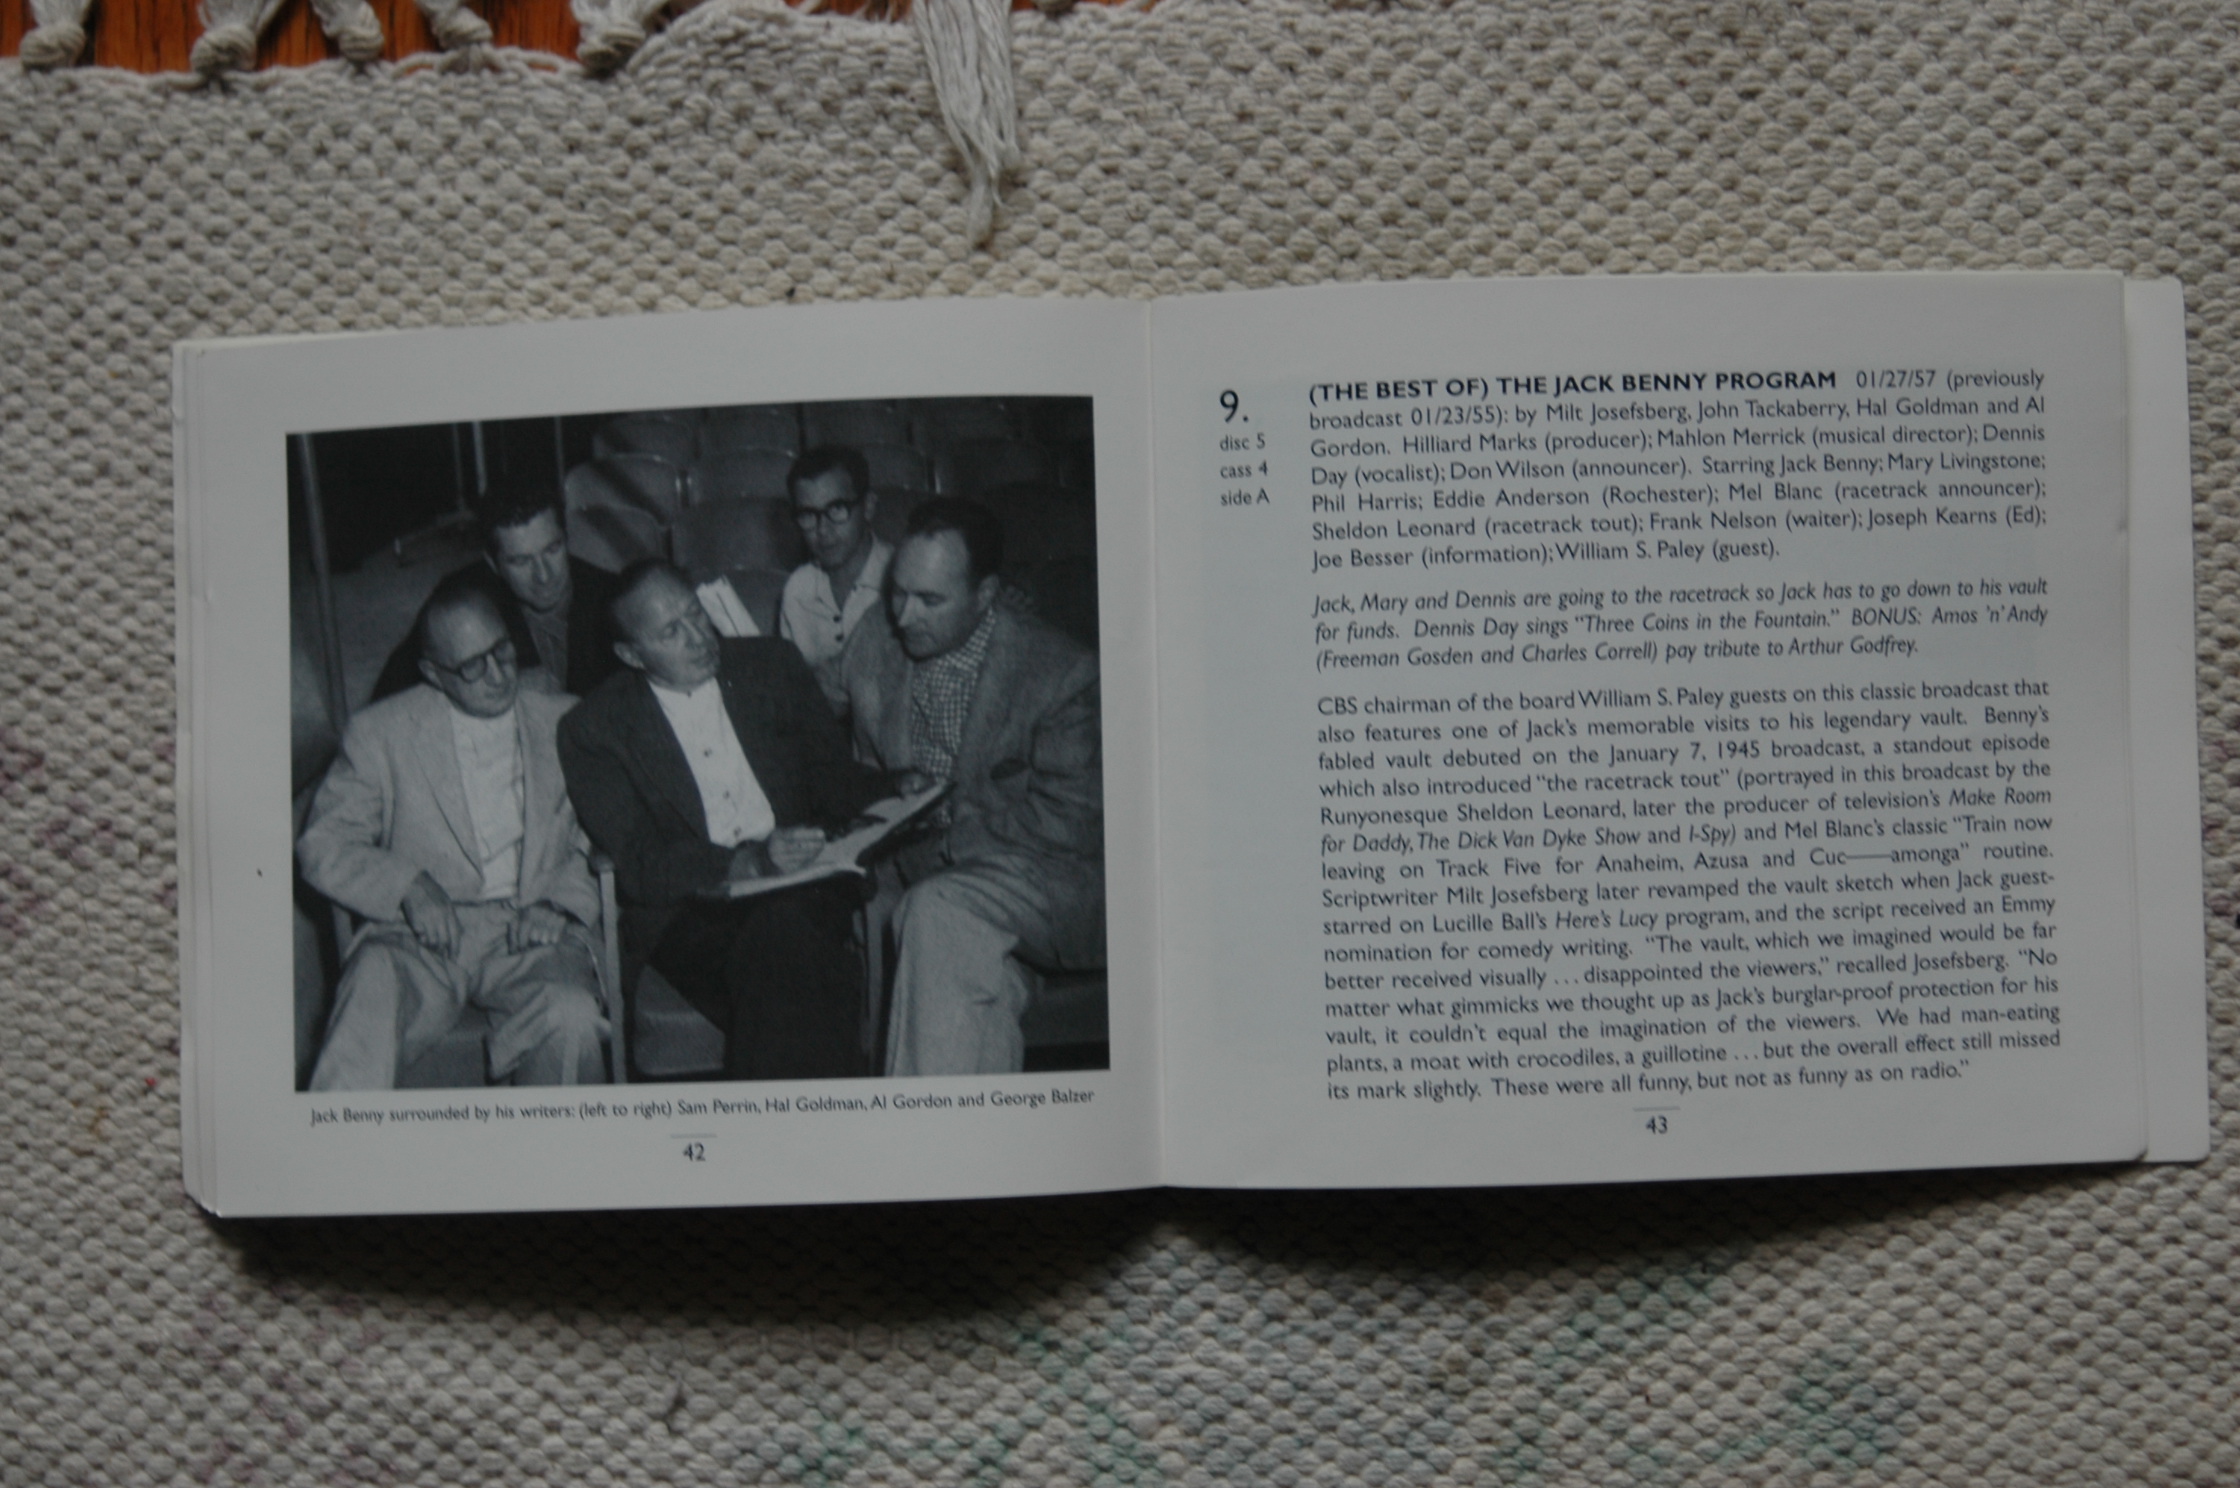 Jack Benny surrounded by his writers: (left to right) Sam Perrin, Hal Goldman, Al Gordon and George Balzer
42
9.
disc 5
cass 4
side A
(THE BEST OF) THE JACK BENNY PROGRAM 01/27/57 (previously
broadcast 01/23/55): by Milt Josefsberg, John Tackaberry, Hal Goldman and Al
Gordon. Hilliard Marks (producer); Mahlon Merrick (musical director); Dennis
Day (vocalist); Don Wilson (announcer). Starring Jack Benny; Mary Livingstone;
Phil Harris; Eddie Anderson (Rochester); Mel Blanc (racetrack announcer);
Sheldon Leonard (racetrack tout); Frank Nelson (waiter); Joseph Kearns (Ed);
Joe Besser (information); William S. Paley (guest).
Jack, Mary and Dennis are going to the racetrack so Jack has to go down to his vault
for funds. Dennis Day sings "Three Coins in the Fountain." BONUS: Amos 'n' Andy
(Freeman Gosden and Charles Correll) pay tribute to Arthur Godfrey.
CBS chairman of the board William S. Paley guests on this classic broadcast that
also features one of Jack's memorable visits to his legendary vault. Benny's
fabled vault debuted on the January 7, 1945 broadcast, a standout episode
which also introduced "the racetrack tout" (portrayed in this broadcast by the
Runyonesque Sheldon Leonard, later the producer of television's Make Room
for Daddy, The Dick Van Dyke Show and I-Spy) and Mel Blanc's classic "Train now
leaving on Track Five for Anaheim, Azusa and Cuc——amonga" routine.
Scriptwriter Milt Josefsberg later revamped the vault sketch when Jack guest-
starred on Lucille Ball's Here's Lucy program, and the script received an Emmy
nomination for comedy writing. "The vault, which we imagined would be far
better received visually . . . disappointed the viewers," recalled Josefsberg. "No
matter what gimmicks we thought up as Jack's burglar-proof protection for his
vault, it couldn't equal the imagination of the viewers. We had man-eating
plants, a moat with crocodiles, a guillotine . . . but the overall effect still missed
its mark slightly. These were all funny, but not as funny as on radio."
43